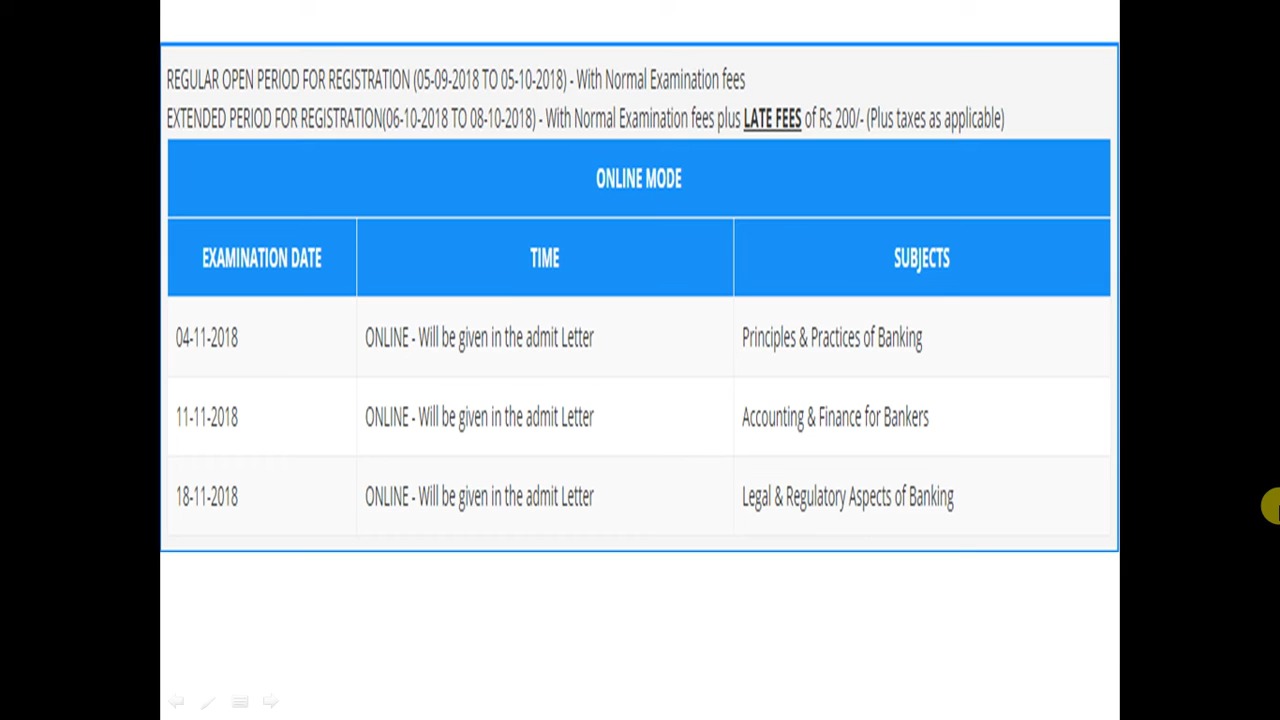 REGULAR OPEN PERIOD FOR REGISTRATION (05-09-2018 TO 05-10-2018) - With Normal Examination fees
EXTENDED PERIOD FOR REGISTRATION(06-10-2018 TO 08-10-2018) - With Normal Examination fees plus LATE FEES of Rs 200/- (Plus taxes as applicable)
ONLINE MODE
EXAMINATION DATE TIME SUBJECTS
04-11-2018 ONLINE - Will be given in the admit Letter Principles & Practices of Banking
11-11-2018 ONLINE - Will be given in the admit Letter Accounting & Finance for Bankers
18-11-2018 ONLINE - Will be given in the admit Letter Legal & Regulatory Aspects of Banking